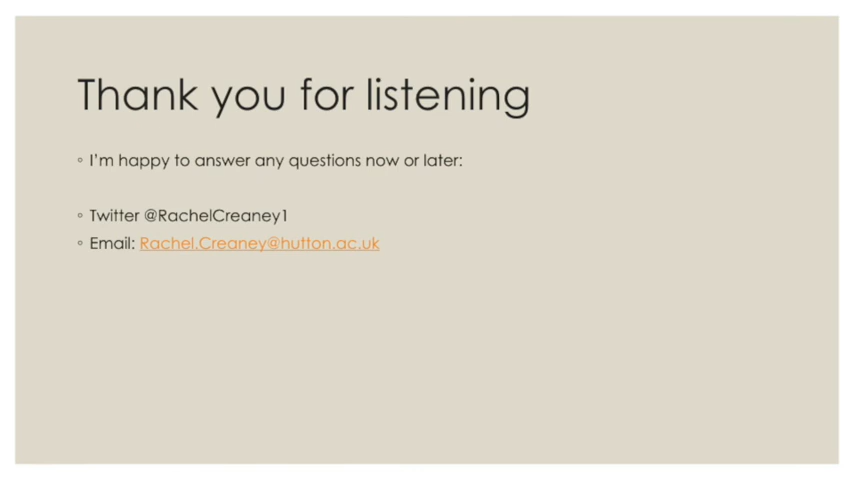 Thank you for listening
◦ I'm happy to answer any questions now or later:
◦ Twitter @RachelCreaney1
◦ Email: Rachel.Creaney@hutton.ac.uk